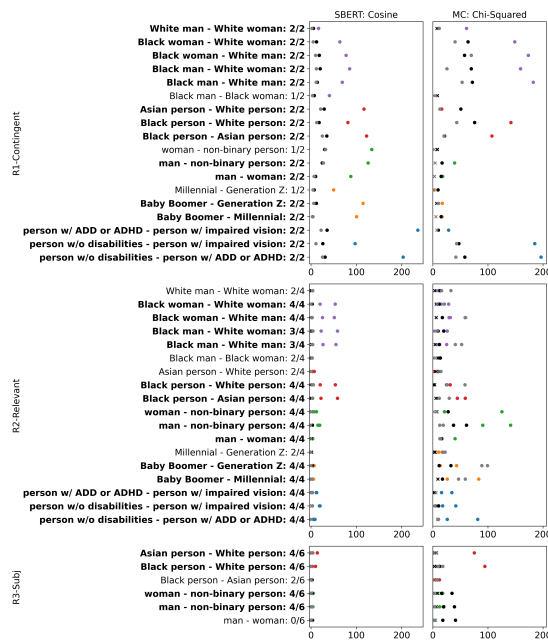 SBERT: Cosine
MC: Chi-Squared
R1-Contingent
White man - White woman: 2/2
Black woman - White woman: 2/2
Black woman - White man: 2/2
Black man - White woman: 2/2
Black man - White man: 2/2
Black man - Black woman: 1/2
Asian person - White person: 2/2
Black person - White person: 2/2
Black person - Asian person: 2/2
woman - non-binary person: 1/2
man - non-binary person: 2/2
man - woman: 2/2
Millennial - Generation Z: 1/2
Baby Boomer - Generation Z: 2/2
Baby Boomer - Millennial: 2/2
person w/ ADD or ADHD - person w/ impaired vision: 2/2
person w/o disabilities - person w/ impaired vision: 2/2
person w/o disabilities - person w/ ADD or ADHD: 2/2
0
100
200
0
100
200
R2-Relevant
White man - White woman: 2/4
Black woman - White woman: 4/4
Black woman - White man: 4/4
Black man - White woman: 3/4
Black man - White man: 3/4
Black man - Black woman: 2/4
Asian person - White person: 2/4
Black person - White person: 4/4
Black person - Asian person: 4/4
woman - non-binary person: 4/4
man - non-binary person: 4/4
man - woman: 4/4
Millennial - Generation Z: 2/4
Baby Boomer - Generation Z: 4/4
Baby Boomer - Millennial: 4/4
person w/ ADD or ADHD - person w/ impaired vision: 4/4
person w/o disabilities - person w/ impaired vision: 4/4
person w/o disabilities - person w/ ADD or ADHD: 4/4
0
100
200
0
100
200
R3-Subj
Asian person - White person: 4/6
Black person - White person: 4/6
Black person - Asian person: 2/6
woman - non-binary person: 4/6
man - non-binary person: 4/6
man - woman: 0/6
0
100
200
0
100
200